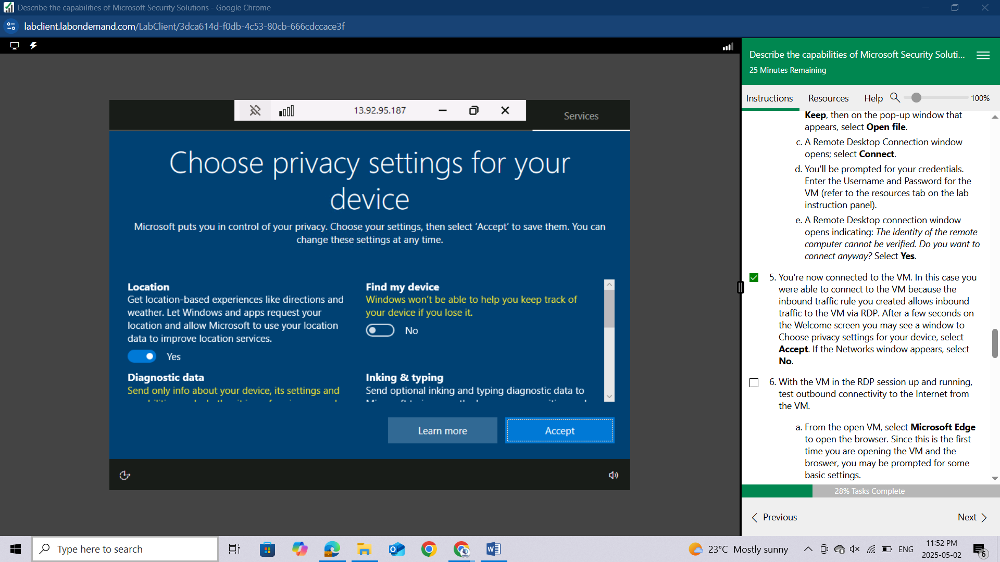 Describe the capabilities of Microsoft Security Solutions - Google Chrome
labclient.labondemand.com/LabClient/3dca614d-f0db-4c53-80cb-666cdccace3f
13.92.95.187
Services
Choose privacy settings for your
device
Microsoft puts you in control of your privacy. Choose your settings, then select ‘Accept’ to save them. You can
change these settings at any time.
Location
Get location-based experiences like directions and
weather. Let Windows and apps request your
location and allow Microsoft to use your location
data to improve location services.
Yes
Find my device
Windows won’t be able to help you keep track of
your device if you lose it.
No
Diagnostic data
Send only info about your device, its settings and
Inking & typing
Send optional inking and typing diagnostic data to
Learn more
Accept
Describe the capabilities of Microsoft Security Soluti...
25 Minutes Remaining
Instructions
Resources
Help
100%
Keep, then on the pop-up window that
appears, select Open file.
c. A Remote Desktop Connection window
opens; select Connect.
d. You'll be prompted for your credentials.
Enter the Username and Password for the
VM (refer to the resources tab on the lab
instruction panel).
e. A Remote Desktop connection window
opens indicating: The identity of the remote
computer cannot be verified. Do you want to
connect anyway? Select Yes.
5. You're now connected to the VM. In this case you
were able to connect to the VM because the
inbound traffic rule you created allows inbound
traffic to the VM via RDP. After a few seconds on
the Welcome screen you may see a window to
Choose privacy settings for your device, select
Accept. If the Networks window appears, select
No.
6. With the VM in the RDP session up and running,
test outbound connectivity to the Internet from
the VM.
a. From the open VM, select Microsoft Edge
to open the browser. Since this is the first
time you are opening the VM and the
broswer, you may be prompted for some
basic settings.
28% Tasks Complete
Previous
Next
Type here to search
23°C Mostly sunny
ENG
11:52 PM
2025-05-02
6